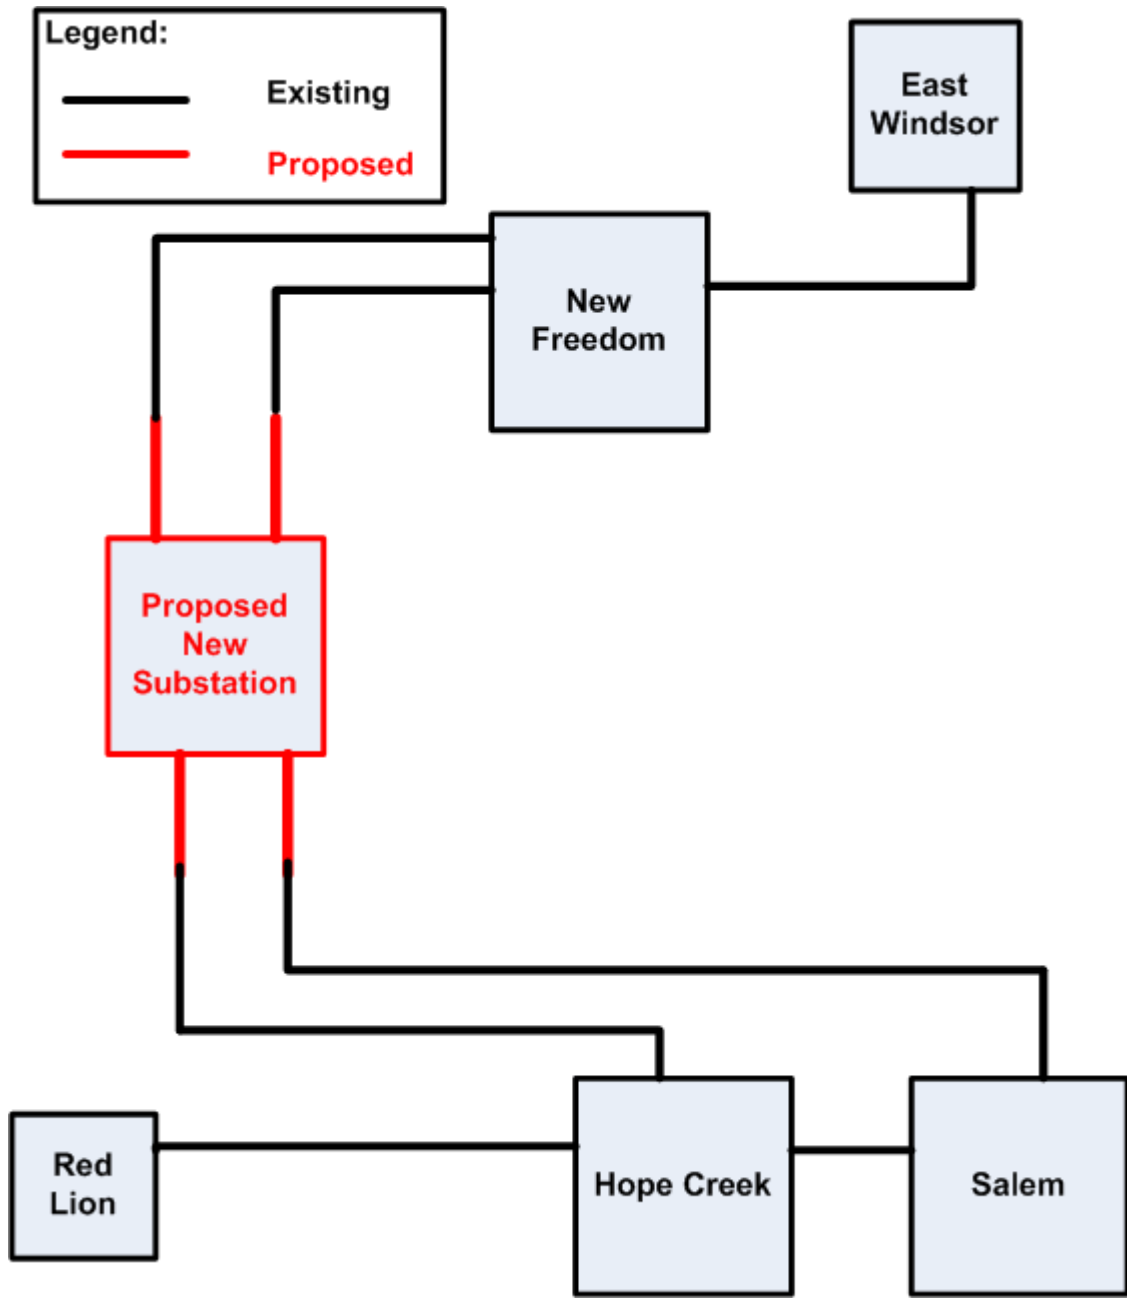 Legend:
Existing
Proposed
East
Windsor
New
Freedom
Proposed
New
Substation
Red
Lion
Hope Creek
Salem